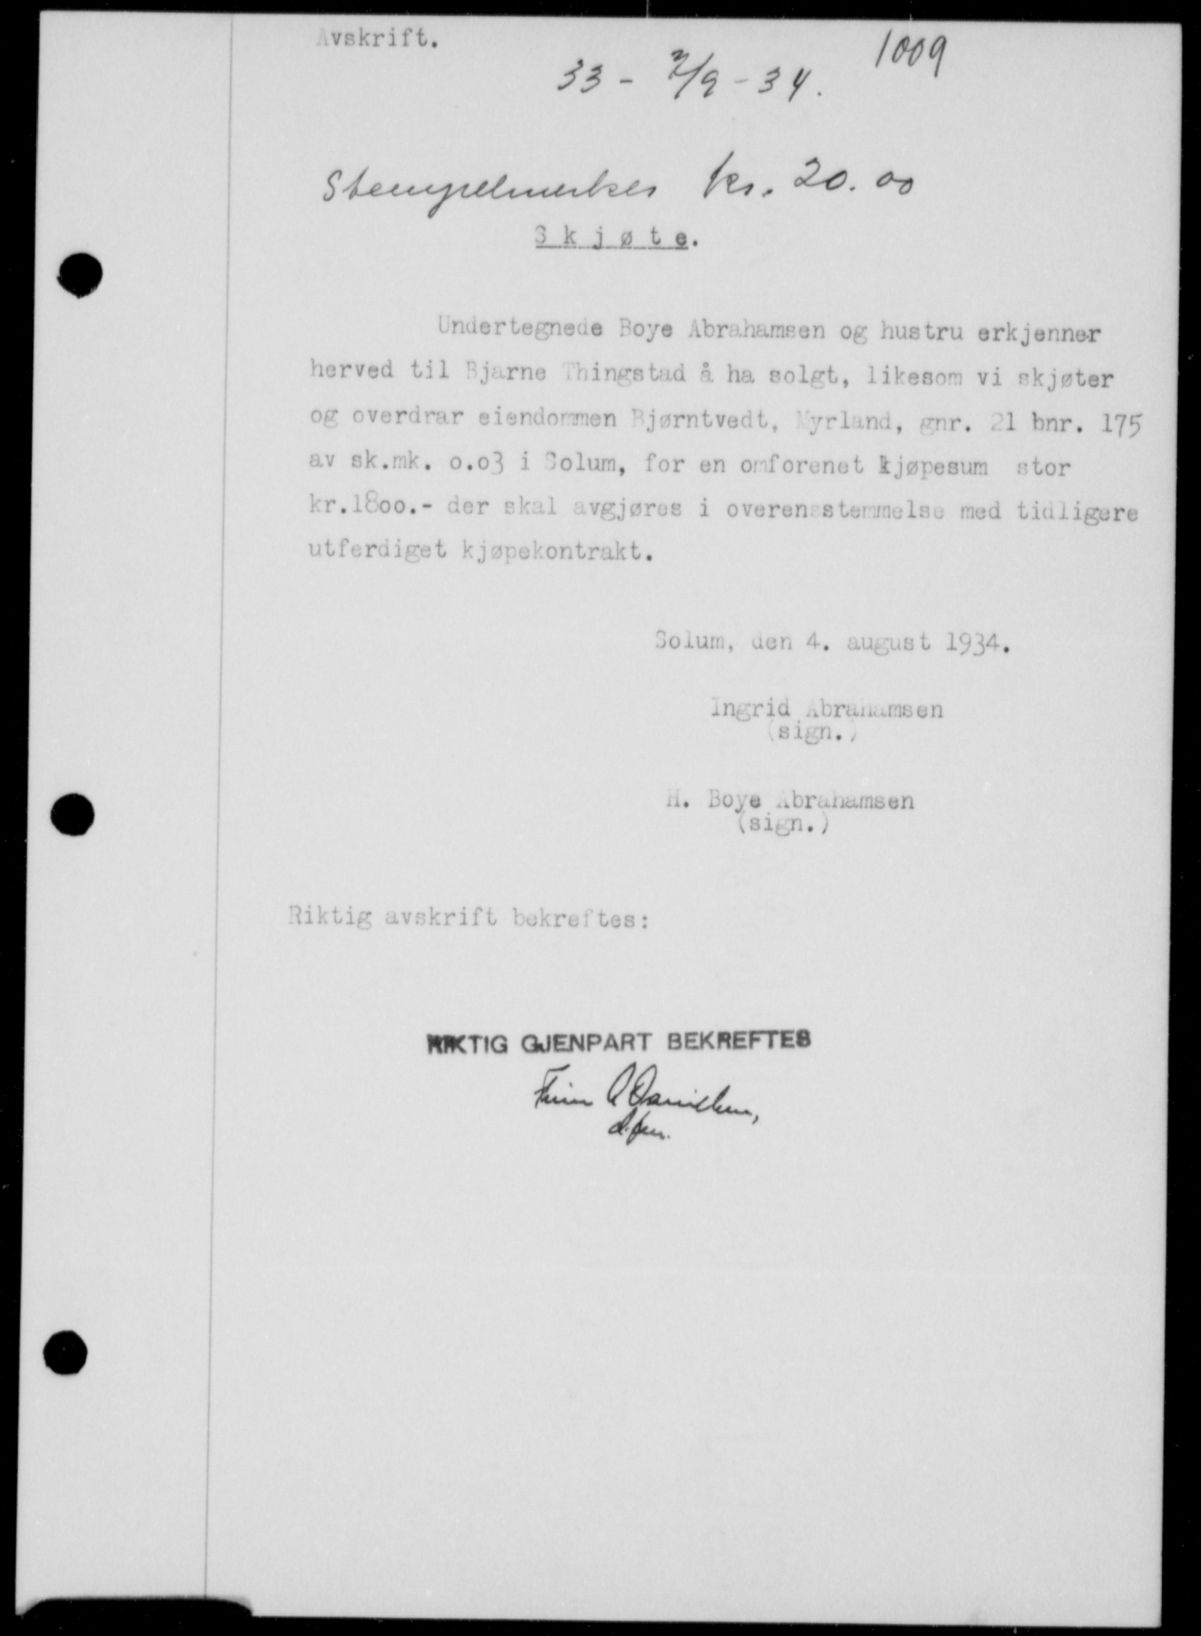 Avskrift.
1009
33 - 7/9 - 34.
Stempelmerker kr. 20.00
Skjøte.
Undertegnede Boye Abrahamsen og hustru erkjenner
herved til Bjarne Thingstad å ha solgt, likesom vi skjøter
og overdrar eiendommen Bjørntvedt, Myrland, gnr. 21 bnr. 175
av sk.mk. o.o3 i Solum, for en omforenet kjøpesum stor
kr.18oo.- der skal avgjøres i overensstemmelse med tidligere
utferdiget kjøpekontrakt.
Solum, den 4. august 1934.
Ingrid Abrahamsen
(sign.)
H. Boye Abrahamsen
(sign.)
Riktig avskrift bekreftes:
RIKTIG GJENPART BEKREFTES
Danielsen,